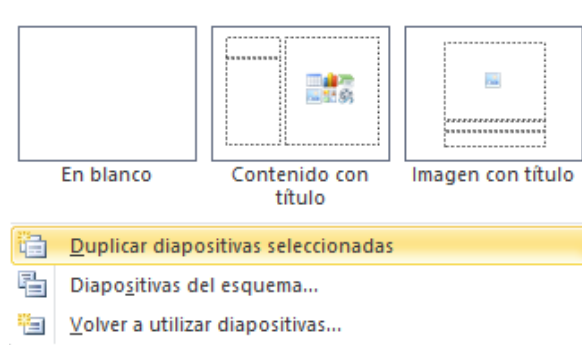 En blanco
Contenido con
título
Imagen con título
Duplicar diapositivas seleccionadas
Diapositivas del esquema...
Volver a utilizar diapositivas...